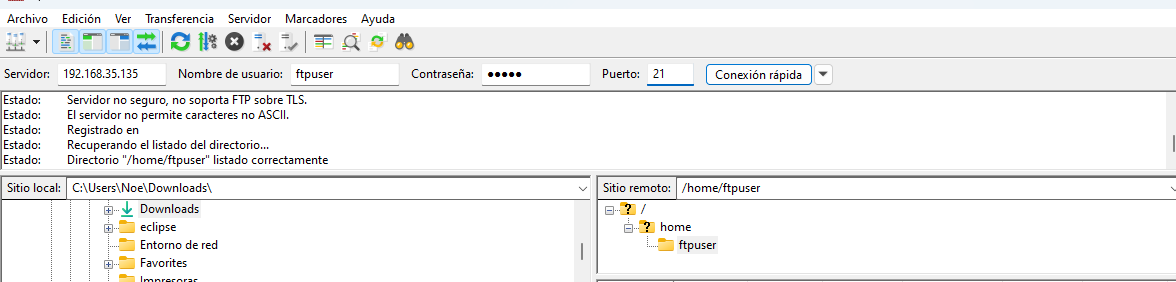 Archivo Edición Ver Transferencia Servidor Marcadores Ayuda
Servidor: 192.168.35.135 Nombre de usuario: ftpuser Contraseña: ●●●●● Puerto: 21 Conexión rápida
Estado: Servidor no seguro, no soporta FTP sobre TLS.
Estado: El servidor no permite caracteres no ASCII.
Estado: Registrado en
Estado: Recuperando el listado del directorio...
Estado: Directorio "/home/ftpuser" listado correctamente
Sitio local: C:\Users\Noe\Downloads\
Downloads
eclipse
Entorno de red
Favorites
Impresoras
Sitio remoto: /home/ftpuser
/
home
ftpuser